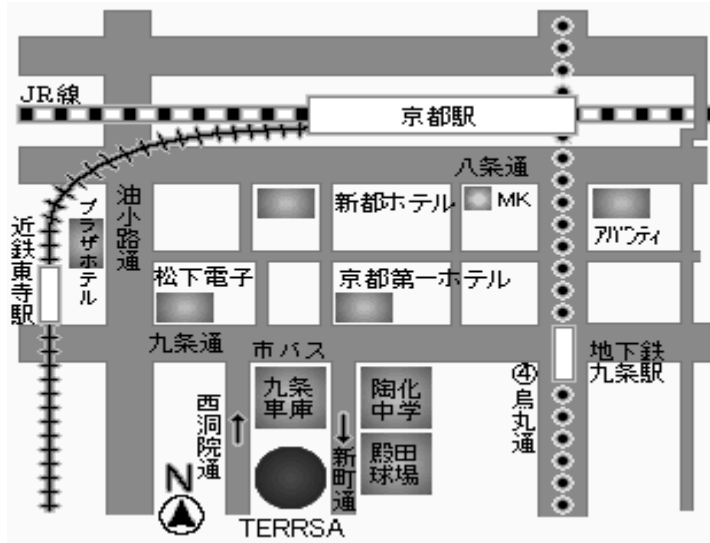 JR線
京都駅
八条通
近鉄東寺駅
プラザホテル
油小路通
新都ホテル
MK
アバンティ
松下電子
京都第一ホテル
九条通
市バス
九条
車庫
陶化
中学
④烏丸通
地下鉄
九条駅
西洞院通
新町通
殿田
球場
N
TERRSA